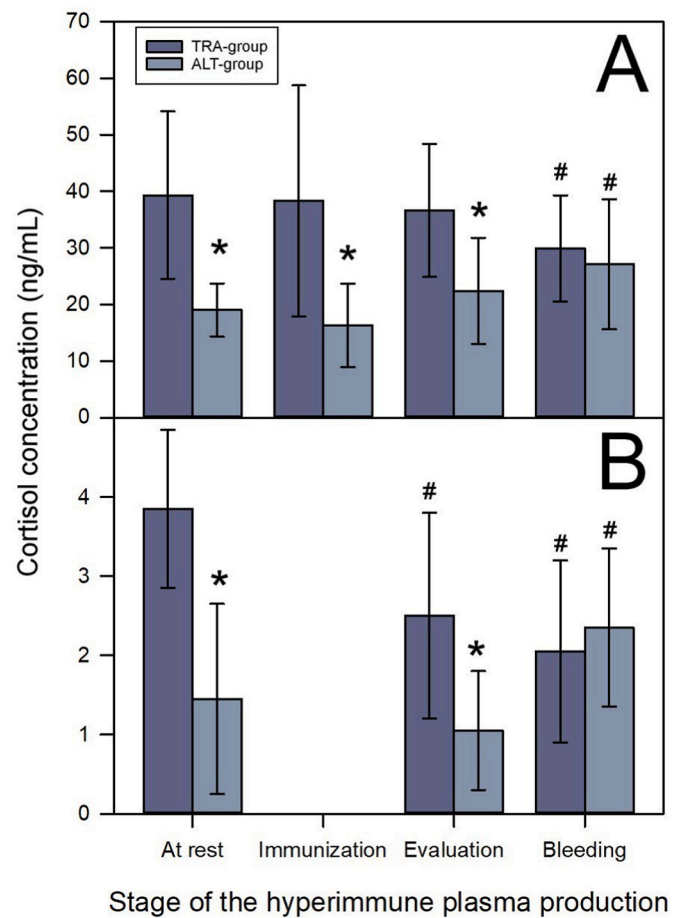 70
TRA-group
ALT-group
A
60
50
40
30
20
10
0
* * * # #
B
4
3
2
1
0
* # * # #
Cortisol concentration (ng/mL)
At rest Immunization Evaluation Bleeding
Stage of the hyperimmune plasma production